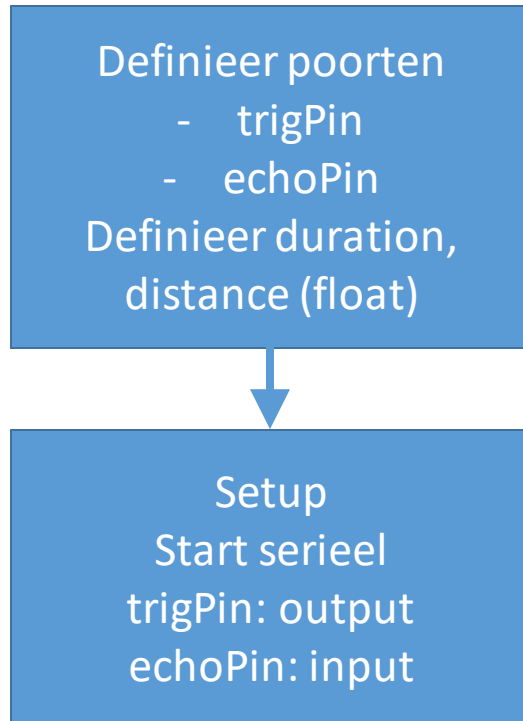 Definieer poorten
- trigPin
- echoPin
Definieer duration,
distance (float)
Setup
Start serieel
trigPin: output
echoPin: input